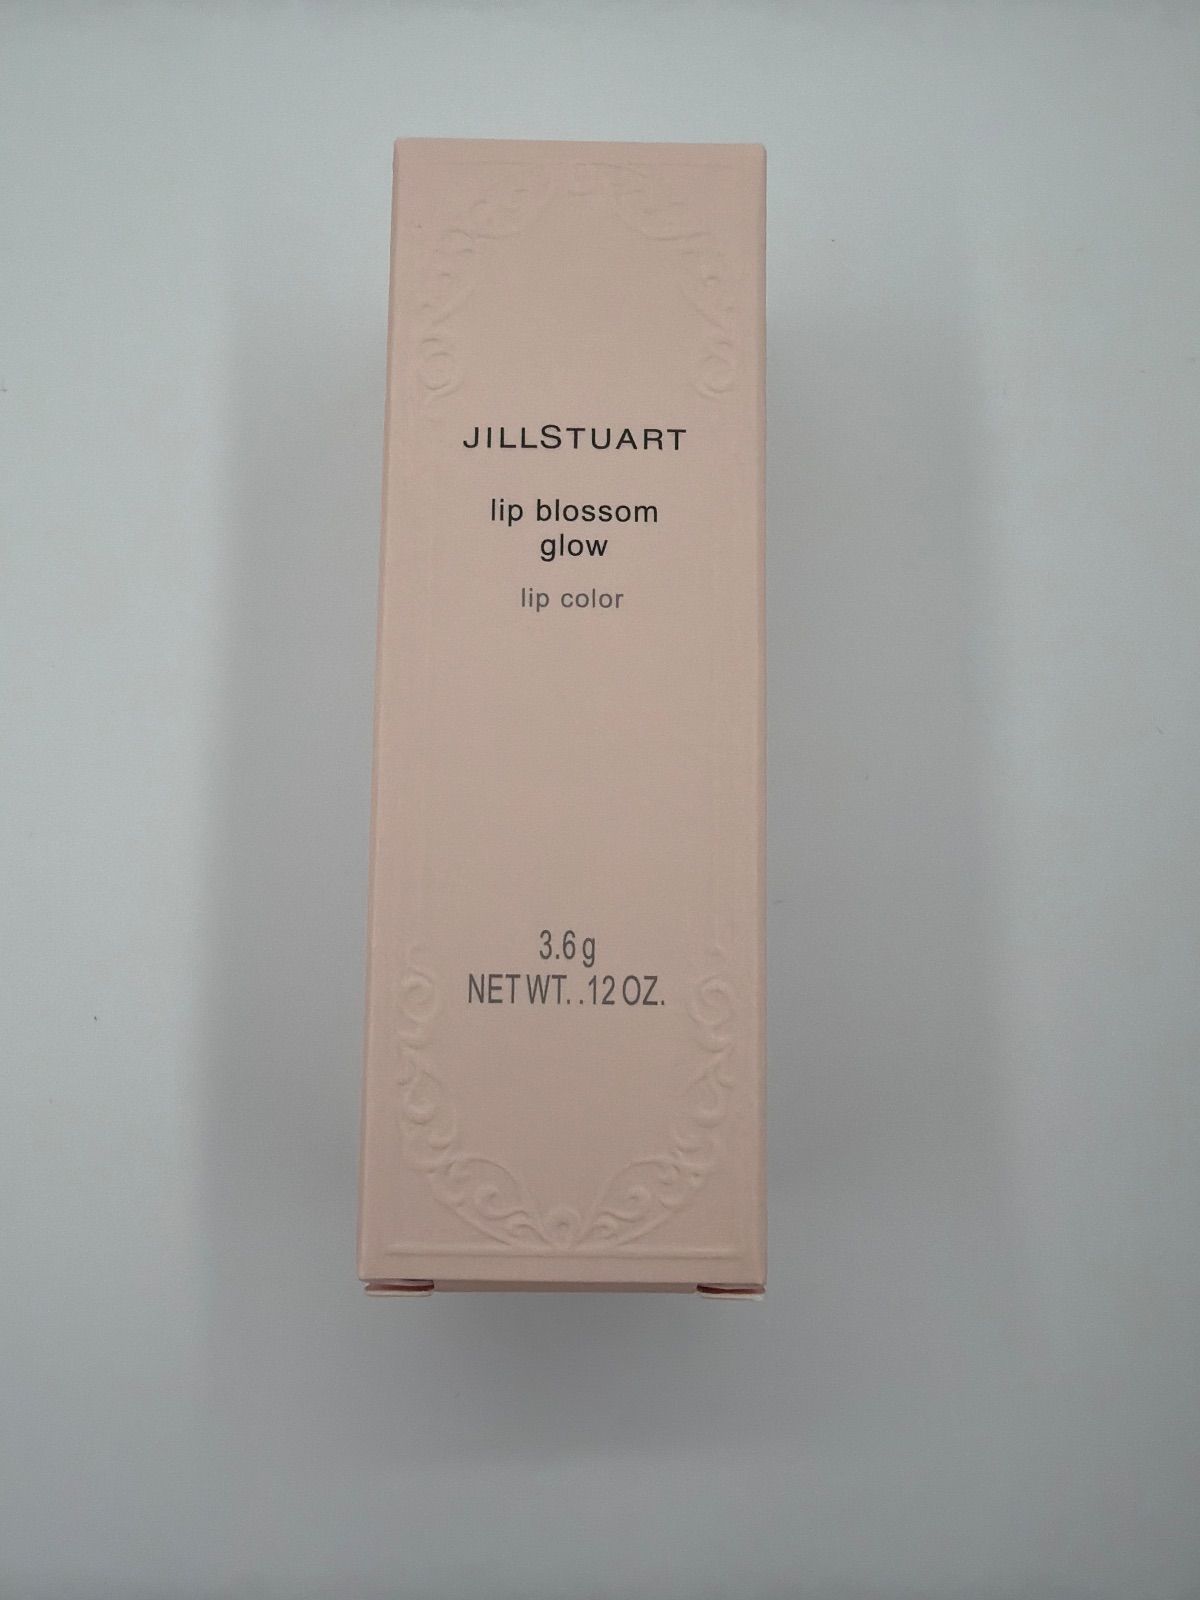 JILLSTUART
lip blossom
glow
lip color
3.6g
NET WT. .12 OZ.